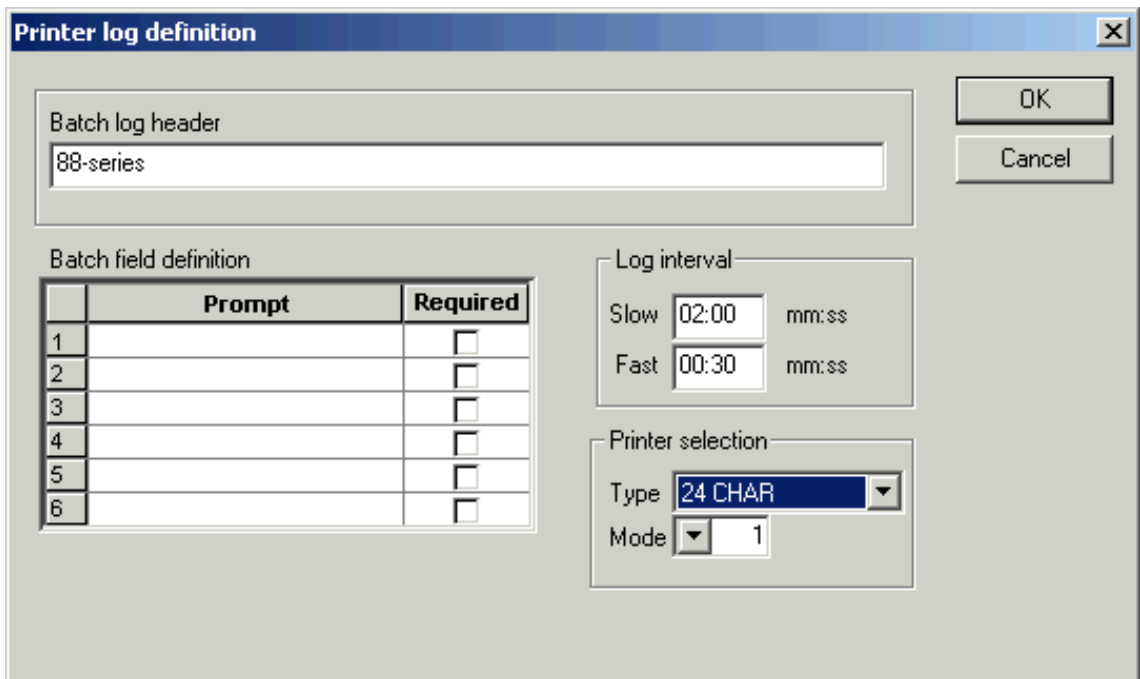 Printer log definition
OK
Batch log header
88-series
Cancel
Batch field definition
Prompt Required
1
2
3
4
5
6
Log interval
Slow 02:00 mm:ss
Fast 00:30 mm:ss
Printer selection
Type 24 CHAR
Mode 1